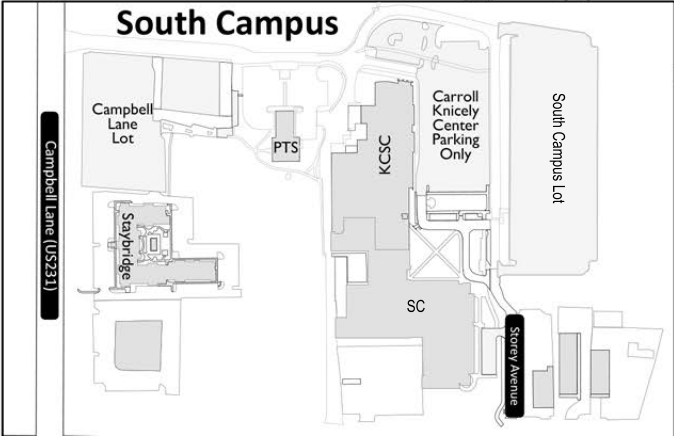 South Campus
Campbell
Lane
Lot
PTS
KCSC
Carroll
Knicely
Center
Parking
Only
South Campus Lot
Campbell Lane (US231)
Staybridge
SC
Storey Avenue